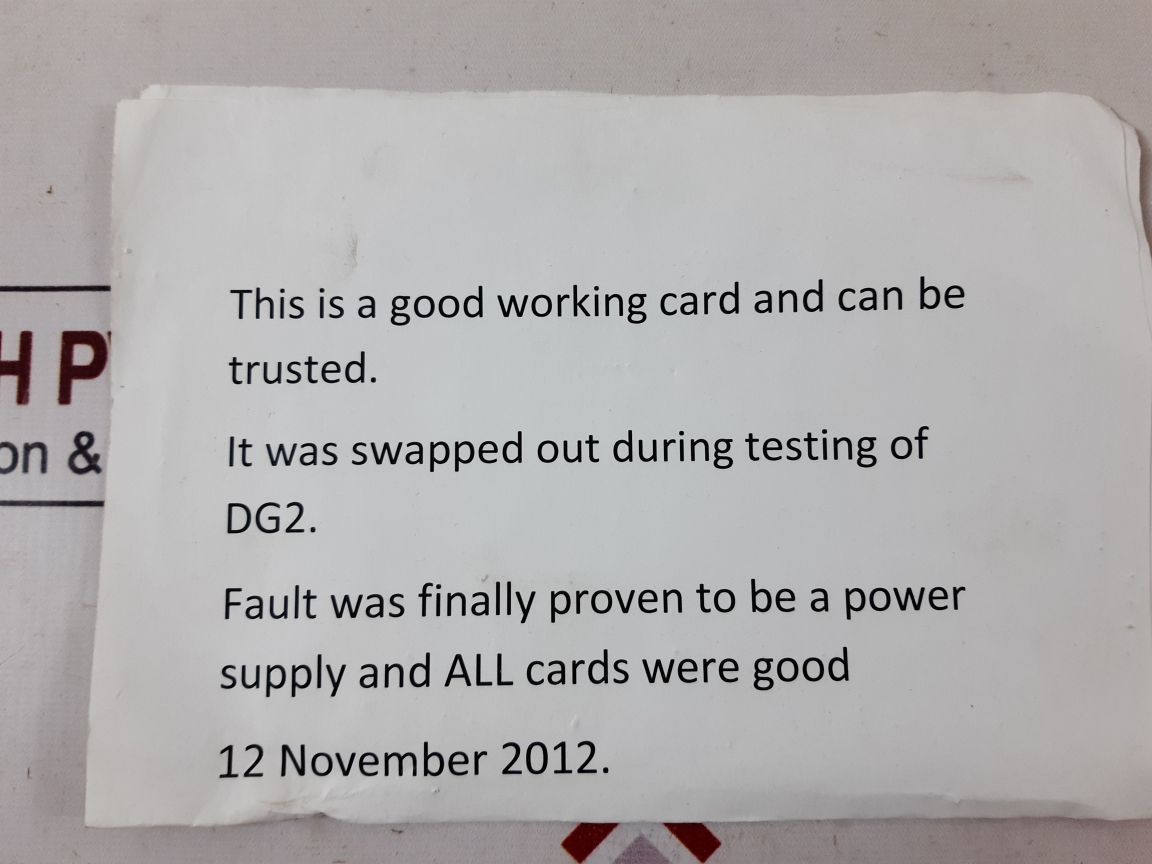 This is a good working card and can be
trusted.
It was swapped out during testing of
DG2.
Fault was finally proven to be a power
supply and ALL cards were good
12 November 2012.
H P
on &